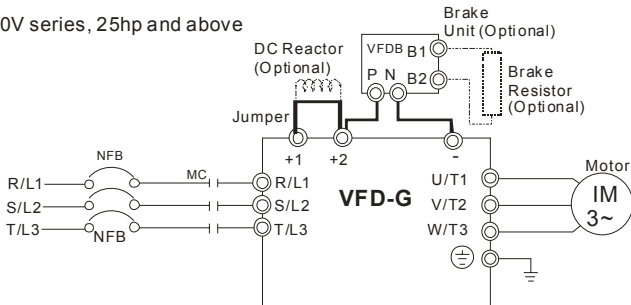 0V series, 25hp and above
Brake
Unit (Optional)
DC Reactor
(Optional)
VFDB B1
P N B2
Brake
Resistor
(Optional)
Jumper
+1 +2 -
NFB
MC
Motor
R/L1 R/L1 U/T1
S/L2 S/L2 VFD-G V/T2 IM
T/L3 T/L3 W/T3 3~
NFB